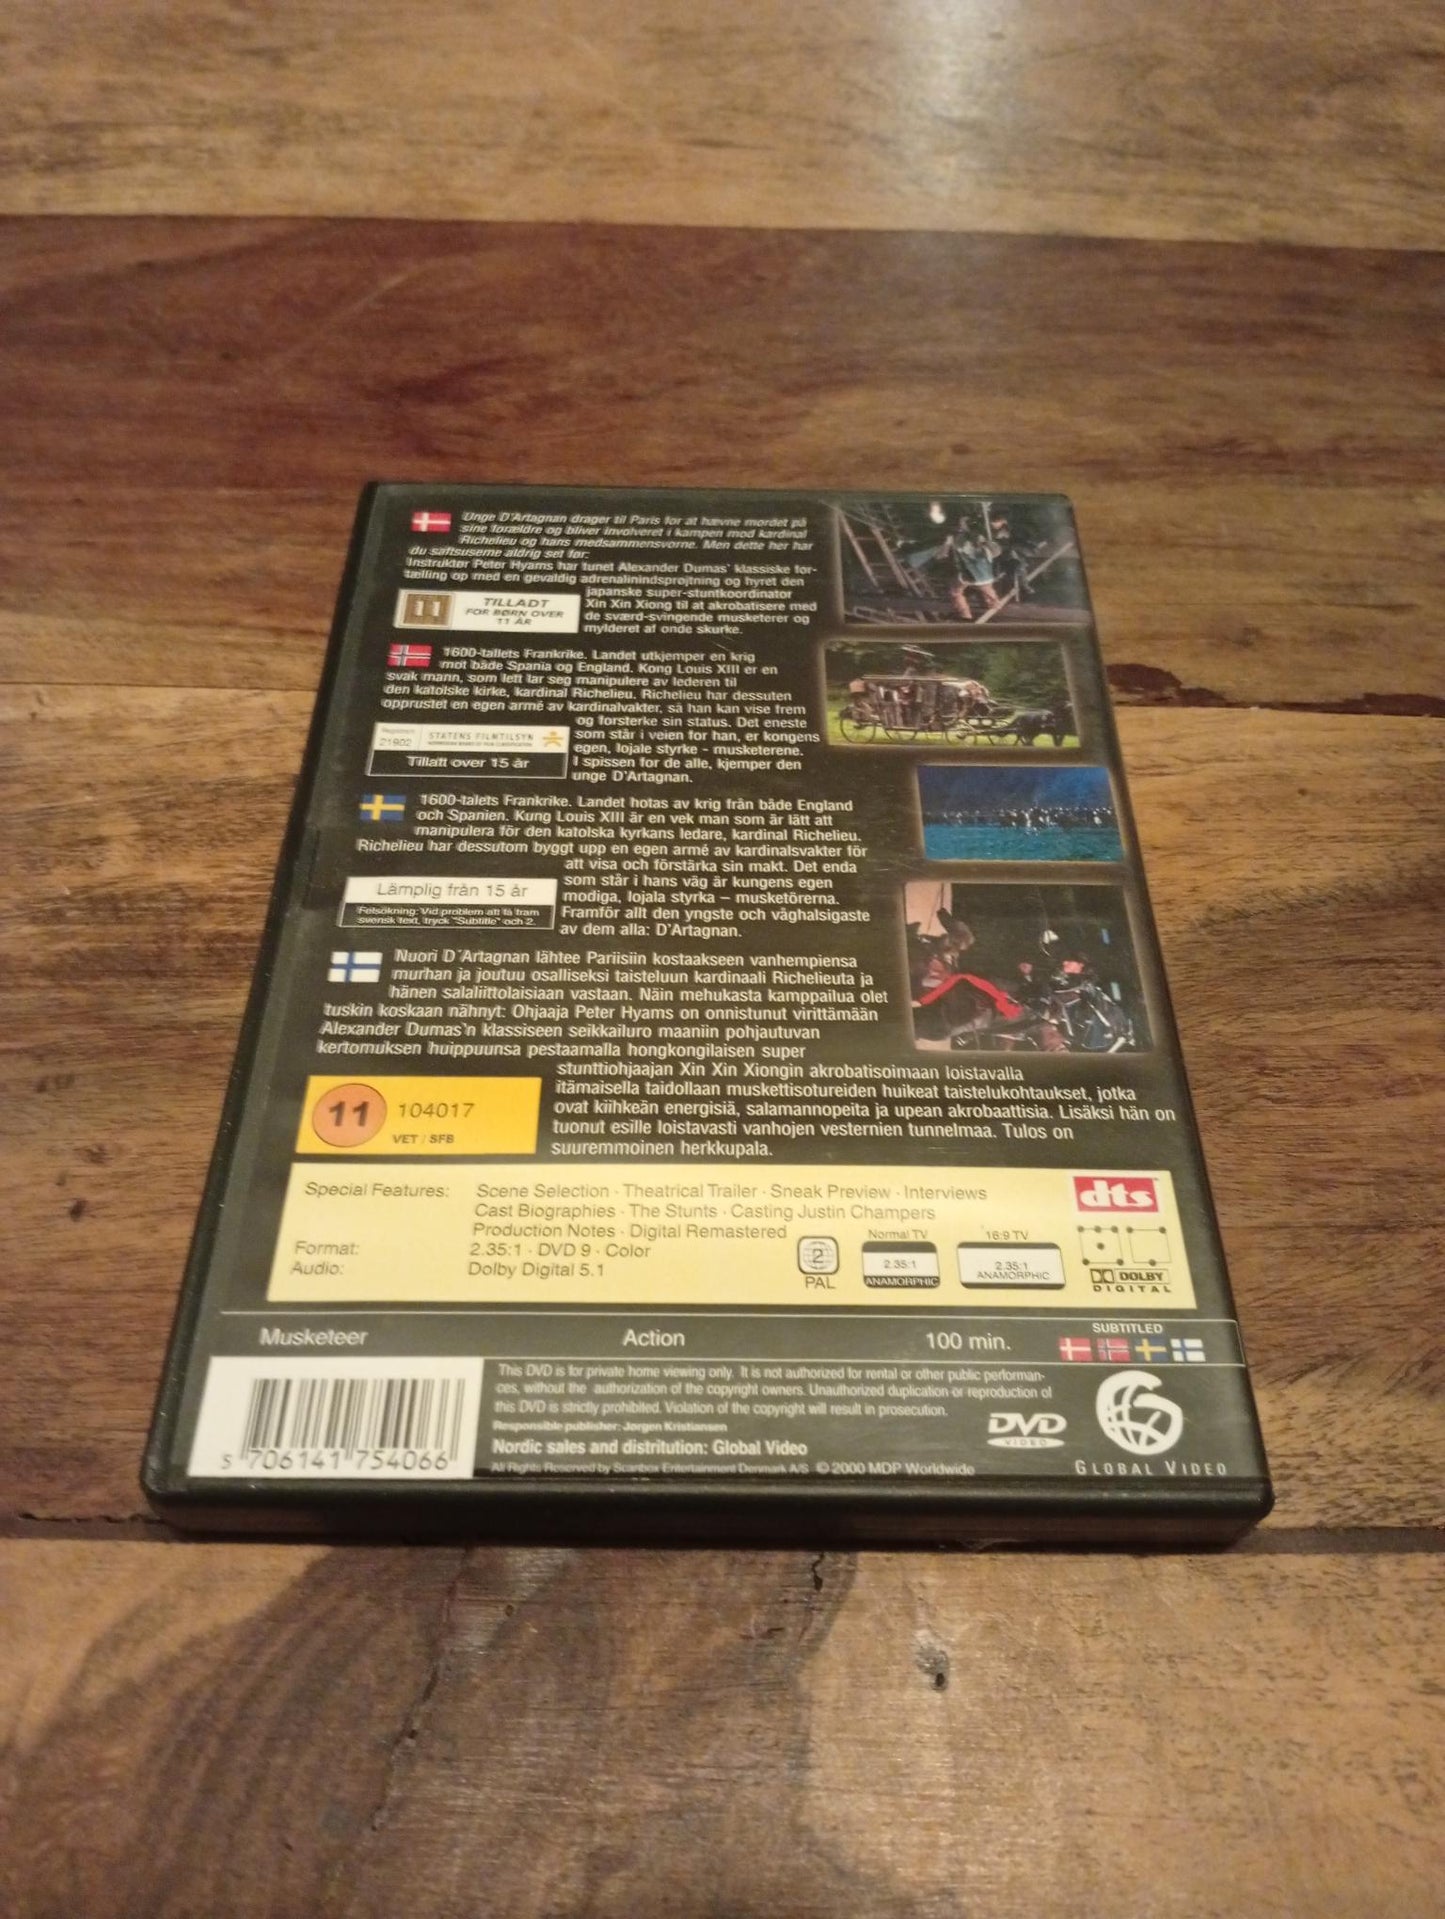 Unge D'Artagnan drager til Paris for at hævne mordet på
sine forældre og bliver involveret i kampen mod kardinal
Richelieu og hans medsammensvorne. Men dette her har
du saftsuseme aldrig set før:
Instruktør Peter Hyams har tunet Alexander Dumas' klassiske for-
tælling op med en gevaldig adrenalinindsprøjtning og hyret den
japanske super-stuntkoordinator
Xin Xin Xiong til at akrobatisere med
de sværd-svingende musketerer og
mylderet af onde skurke.
11
TILLADT
FOR BØRN OVER
11 ÅR
1600-tallets Frankrike. Landet utkjemper en krig
mot både Spania og England. Kong Louis XIII er en
svak mann, som lett lar seg manipulere av lederen til
den katolske kirke, kardinal Richelieu. Richelieu har dessuten
opprustet en egen armé av kardinalvakter, så han kan vise frem
og forsterke sin status. Det eneste
som står i veien for han, er kongens
egen, lojale styrke - musketerene.
I spissen for de alle, kjemper den
unge D'Artagnan.
21902
STATENS FILMTILSYN
NORWEGIAN BOARD OF FILM CLASSIFICATION
Tillatt over 15 år
1600-talets Frankrike. Landet hotas av krig från både England
och Spanien. Kung Louis XIII är en vek man som är lätt att
manipulera för den katolska kyrkans ledare, kardinal Richelieu.
Richelieu har dessutom byggt upp en egen armé av kardinalsvakter för
att visa och förstärka sin makt. Det enda
som står i hans väg är kungens egen
modiga, lojala styrka – musketörerna.
Framför allt den yngste och våghalsigaste
av dem alla: D'Artagnan.
Lämplig från 15 år
Felsökning: Vid problem att få fram
svensk text, tryck "Subtitle" och 2.
Nuori D´Artagnan lähtee Pariisiin kostaakseen vanhempiensa
murhan ja joutuu osalliseksi taisteluun kardinaali Richelieuta ja
hänen salaliittolaisiaan vastaan. Näin mehukasta kamppailua olet
tuskin koskaan nähnyt: Ohjaaja Peter Hyams on onnistunut virittämään
Alexander Dumas'n klassiseen seikkailuro maaniin pohjautuvan
kertomuksen huippuunsa pestaamalla hongkongilaisen super
stunttiohjaajan Xin Xin Xiongin akrobatisoimaan loistavalla
itämaisella taidollaan muskettisotureiden huikeat taistelukohtaukset, jotka
ovat kiihkeän energisiä, salamannopeita ja upean akrobaattisia. Lisäksi hän on
tuonut esille loistavasti vanhojen vesternien tunnelmaa. Tulos on
suuremmoinen herkkupala.
11
104017
VET / SFB
Special Features: Scene Selection · Theatrical Trailer · Sneak Preview · Interviews
Cast Biographies · The Stunts · Casting Justin Champers
Production Notes · Digital Remastered
Format: 2.35:1 · DVD 9 · Color
Audio: Dolby Digital 5.1
dts
2
PAL
Normal TV
2.35:1
ANAMORPHIC
16:9 TV
2.35:1
ANAMORPHIC
DOLBY
DIGITAL
Musketeer Action 100 min.
SUBTITLED
This DVD is for private home viewing only. It is not authorized for rental or other public performan-
ces, without the authorization of the copyright owners. Unauthorized duplication or reproduction of
this DVD is strictly prohibited. Violation of the copyright will result in prosecution.
Responsible publisher: Jørgen Kristiansen
Nordic sales and distritution: Global Video
All Rights Reserved by Scanbox Entertainment Denmark A/S © 2000 MDP Worldwide
DVD
VIDEO
GLOBAL VIDEO
5 706141 754066